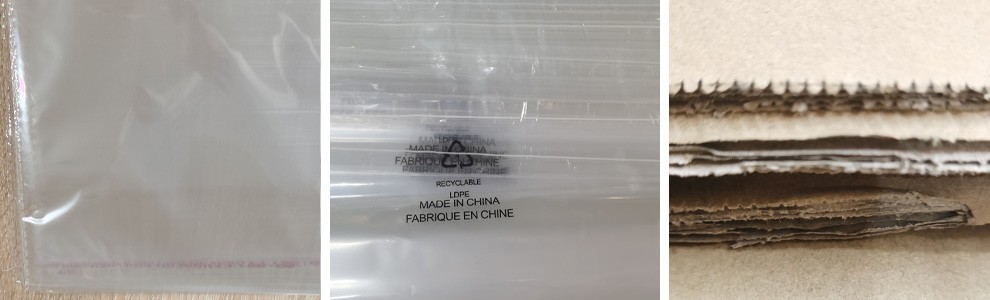 MADE IN CHINA
FABRIQUE EN CHINE
RECYCLABLE
LDPE
MADE IN CHINA
FABRIQUE EN CHINE